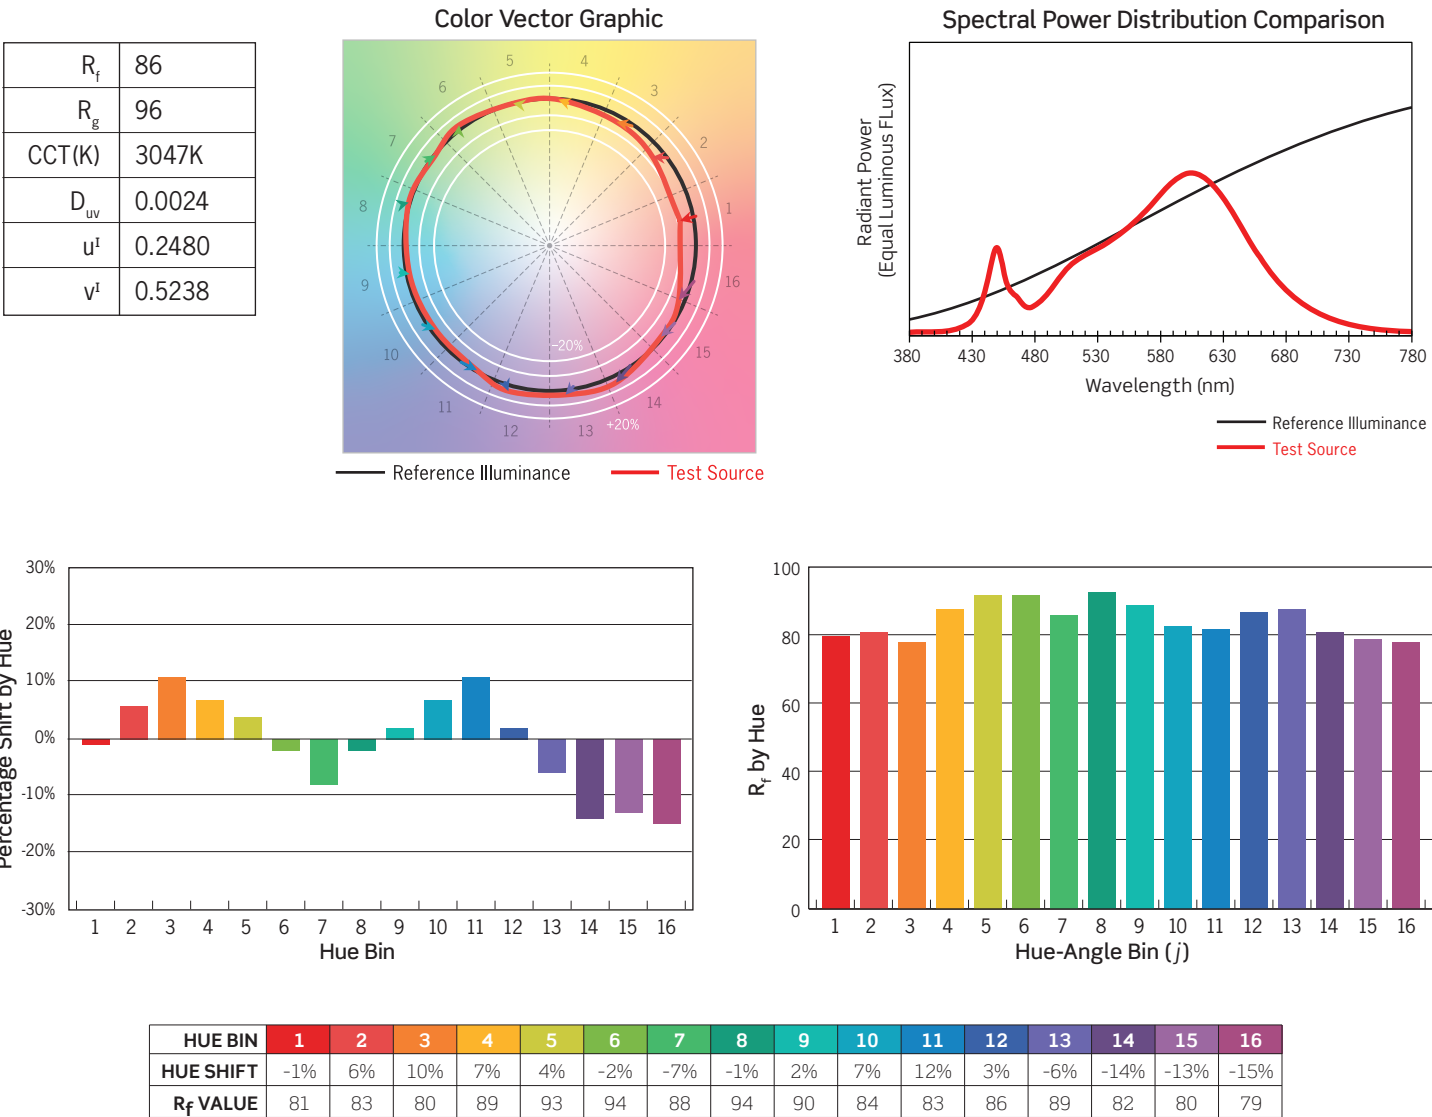 Color Vector Graphic
Spectral Power Distribution Comparison
Rf 86
Rg 96
CCT(K) 3047K
Duv 0.0024
uᴵ 0.2480
vᴵ 0.5238
5 4
6 3
7 2
8 1
9 16
10 15
11 14
12 13
-20%
+20%
Reference Illuminance Test Source
Radiant Power
(Equal Luminous FLux)
380 430 480 530 580 630 680 730 780
Wavelength (nm)
Reference Illuminance
Test Source
Percentage Shift by Hue
30%
20%
10%
0%
-10%
-20%
-30%
1 2 3 4 5 6 7 8 9 10 11 12 13 14 15 16
Hue Bin
Rf by Hue
100
80
60
40
20
0
1 2 3 4 5 6 7 8 9 10 11 12 13 14 15 16
Hue-Angle Bin (j)
HUE BIN 1 2 3 4 5 6 7 8 9 10 11 12 13 14 15 16
HUE SHIFT -1% 6% 10% 7% 4% -2% -7% -1% 2% 7% 12% 3% -6% -14% -13% -15%
Rf VALUE 81 83 80 89 93 94 88 94 90 84 83 86 89 82 80 79